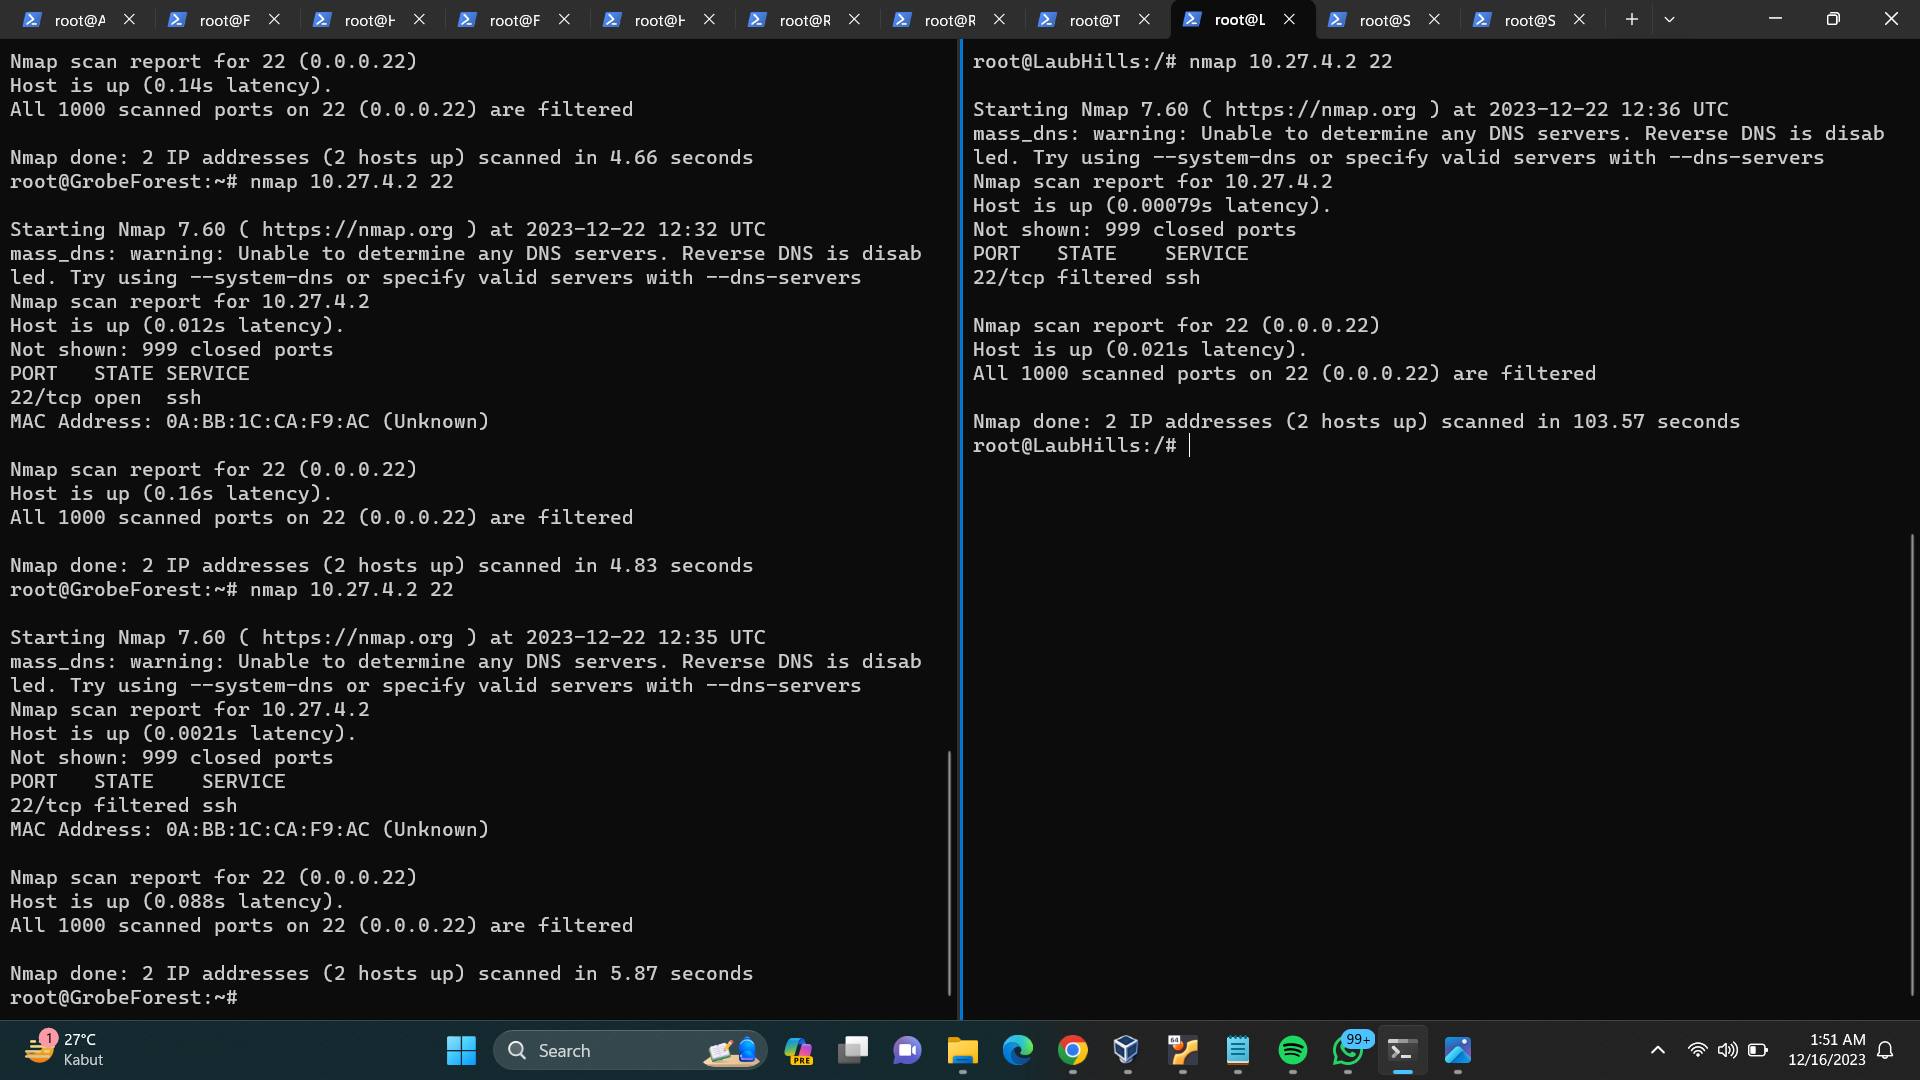 root@A
root@F
root@H
root@F
root@H
root@R
root@R
root@T
root@L
root@S
root@S
Nmap scan report for 22 (0.0.0.22)
Host is up (0.14s latency).
All 1000 scanned ports on 22 (0.0.0.22) are filtered
Nmap done: 2 IP addresses (2 hosts up) scanned in 4.66 seconds
root@GrobeForest:~# nmap 10.27.4.2 22
Starting Nmap 7.60 ( https://nmap.org ) at 2023-12-22 12:32 UTC
mass_dns: warning: Unable to determine any DNS servers. Reverse DNS is disab
led. Try using --system-dns or specify valid servers with --dns-servers
Nmap scan report for 10.27.4.2
Host is up (0.012s latency).
Not shown: 999 closed ports
PORT   STATE SERVICE
22/tcp open  ssh
MAC Address: 0A:BB:1C:CA:F9:AC (Unknown)
Nmap scan report for 22 (0.0.0.22)
Host is up (0.16s latency).
All 1000 scanned ports on 22 (0.0.0.22) are filtered
Nmap done: 2 IP addresses (2 hosts up) scanned in 4.83 seconds
root@GrobeForest:~# nmap 10.27.4.2 22
Starting Nmap 7.60 ( https://nmap.org ) at 2023-12-22 12:35 UTC
mass_dns: warning: Unable to determine any DNS servers. Reverse DNS is disab
led. Try using --system-dns or specify valid servers with --dns-servers
Nmap scan report for 10.27.4.2
Host is up (0.0021s latency).
Not shown: 999 closed ports
PORT   STATE    SERVICE
22/tcp filtered ssh
MAC Address: 0A:BB:1C:CA:F9:AC (Unknown)
Nmap scan report for 22 (0.0.0.22)
Host is up (0.088s latency).
All 1000 scanned ports on 22 (0.0.0.22) are filtered
Nmap done: 2 IP addresses (2 hosts up) scanned in 5.87 seconds
root@GrobeForest:~#
root@LaubHills:/# nmap 10.27.4.2 22
Starting Nmap 7.60 ( https://nmap.org ) at 2023-12-22 12:36 UTC
mass_dns: warning: Unable to determine any DNS servers. Reverse DNS is disab
led. Try using --system-dns or specify valid servers with --dns-servers
Nmap scan report for 10.27.4.2
Host is up (0.00079s latency).
Not shown: 999 closed ports
PORT   STATE    SERVICE
22/tcp filtered ssh
Nmap scan report for 22 (0.0.0.22)
Host is up (0.021s latency).
All 1000 scanned ports on 22 (0.0.0.22) are filtered
Nmap done: 2 IP addresses (2 hosts up) scanned in 103.57 seconds
root@LaubHills:/#
1
27°C
Kabut
Search
PRE
64
99+
1:51 AM
12/16/2023